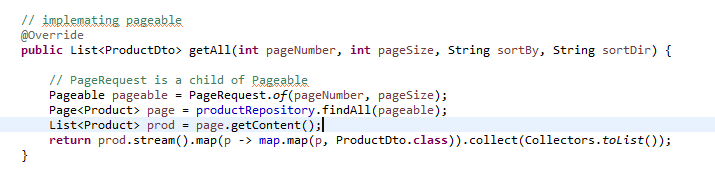 // implemating pageable
@Override
public List<ProductDto> getAll(int pageNumber, int pageSize, String sortBy, String sortDir) {
// PageRequest is a child of Pageable
Pageable pageable = PageRequest.of(pageNumber, pageSize);
Page<Product> page = productRepository.findAll(pageable);
List<Product> prod = page.getContent();
return prod.stream().map(p -> map.map(p, ProductDto.class)).collect(Collectors.toList());
}